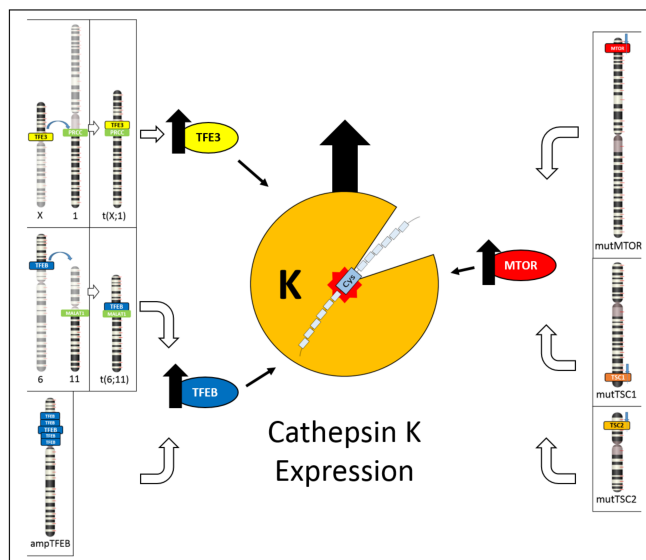 TFE3
PRCC
TFE3
PRCC
X
1
t(X;1)
TFE3
TFEB
MALAT1
TFEB
MALAT1
6
11
t(6;11)
TFEB
TFEB
TFEB
TFEB
TFEB
TFEB
ampTFEB
K
Cys
MTOR
Cathepsin K
Expression
MTOR
mutMTOR
TSC1
mutTSC1
TSC2
mutTSC2